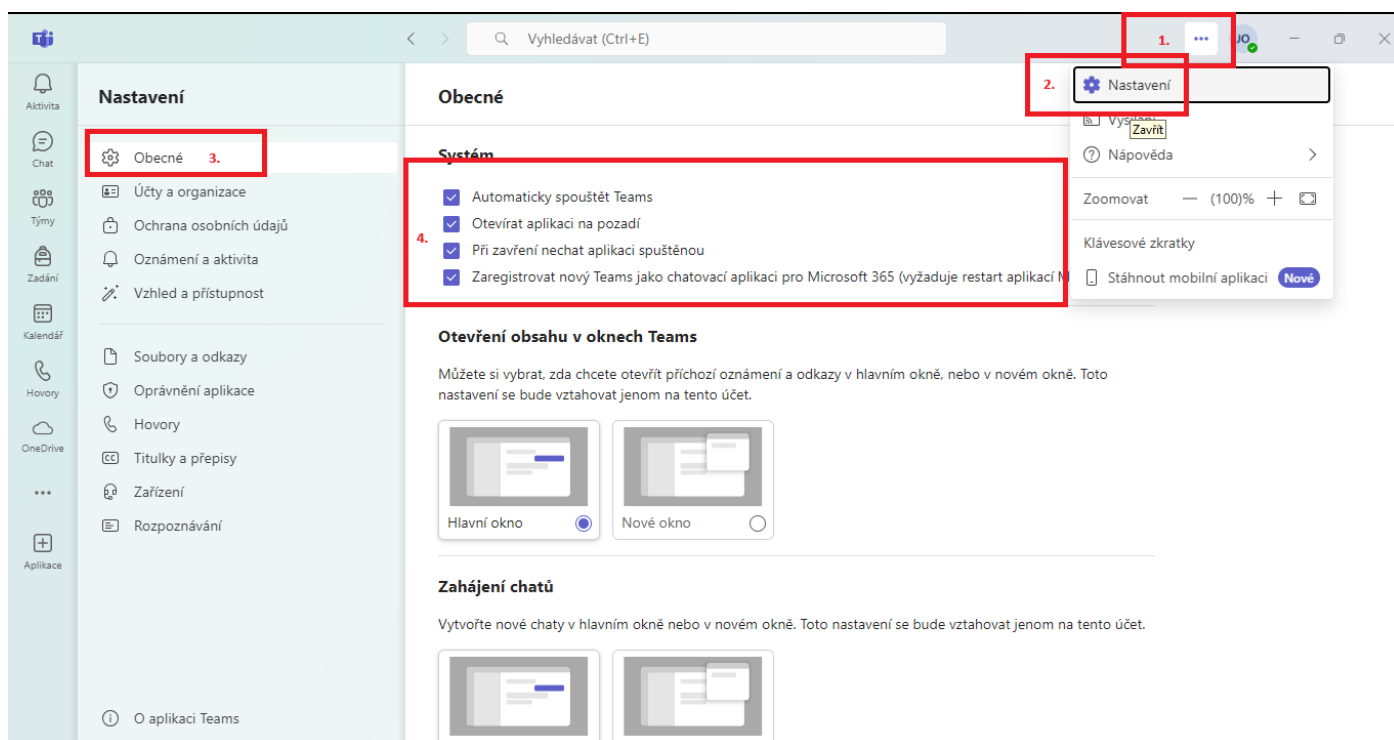 Vyhledávat (Ctrl+E)
1.
JO
Aktivita
Chat
Týmy
Zadání
Kalendář
Hovory
OneDrive
Aplikace
Nastavení
Obecné 3.
Účty a organizace
Ochrana osobních údajů
Oznámení a aktivita
Vzhled a přístupnost
Soubory a odkazy
Oprávnění aplikace
Hovory
Titulky a přepisy
Zařízení
Rozpoznávání
O aplikaci Teams
Obecné
Systém
4.
Automaticky spouštět Teams
Otevírat aplikaci na pozadí
Při zavření nechat aplikaci spuštěnou
Zaregistrovat nový Teams jako chatovací aplikaci pro Microsoft 365 (vyžaduje restart aplikací M
Otevření obsahu v oknech Teams
Můžete si vybrat, zda chcete otevřít příchozí oznámení a odkazy v hlavním okně, nebo v novém okně. Toto
nastavení se bude vztahovat jenom na tento účet.
Hlavní okno
Nové okno
Zahájení chatů
Vytvořte nové chaty v hlavním okně nebo v novém okně. Toto nastavení se bude vztahovat jenom na tento účet.
2.
Nastavení
Zavřít
Nápověda
Zoomovat — (100)% +
Klávesové zkratky
Stáhnout mobilní aplikaci Nové